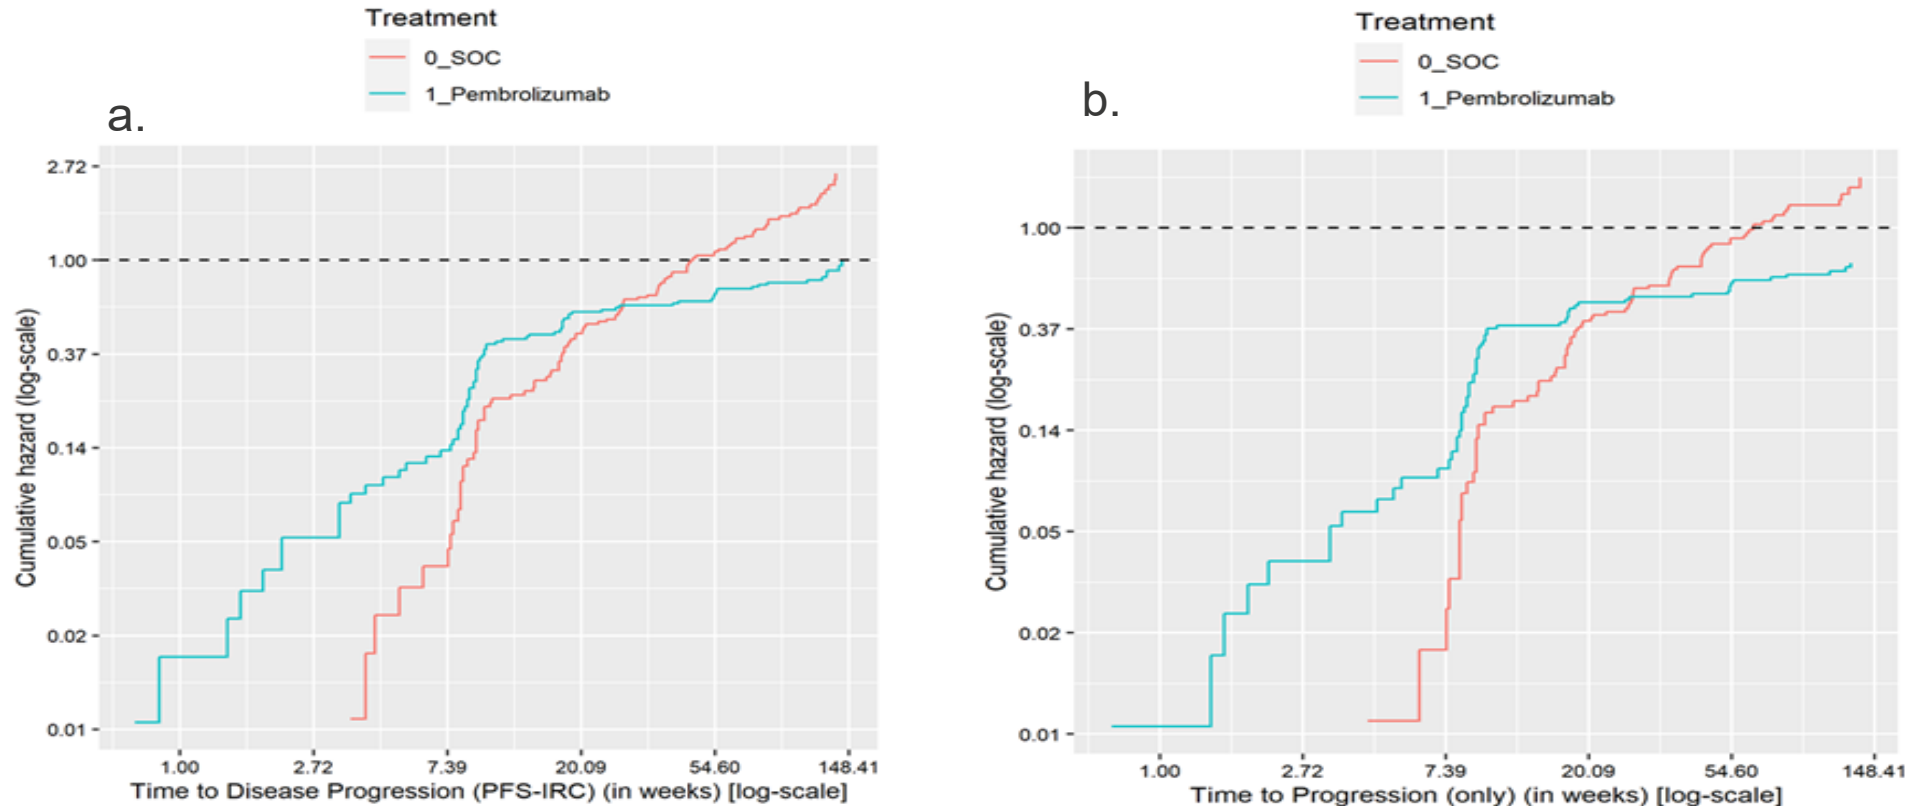 Treatment
0_SOC
1_Pembrolizumab
a.
2.72
1.00
0.37
0.14
0.05
0.02
0.01
Cumulative hazard (log-scale)
1.00 2.72 7.39 20.09 54.60 148.41
Time to Disease Progression (PFS-IRC) (in weeks) [log-scale]
Treatment
0_SOC
1_Pembrolizumab
b.
1.00
0.37
0.14
0.05
0.02
0.01
Cumulative hazard (log-scale)
1.00 2.72 7.39 20.09 54.60 148.41
Time to Progression (only) (in weeks) [log-scale]